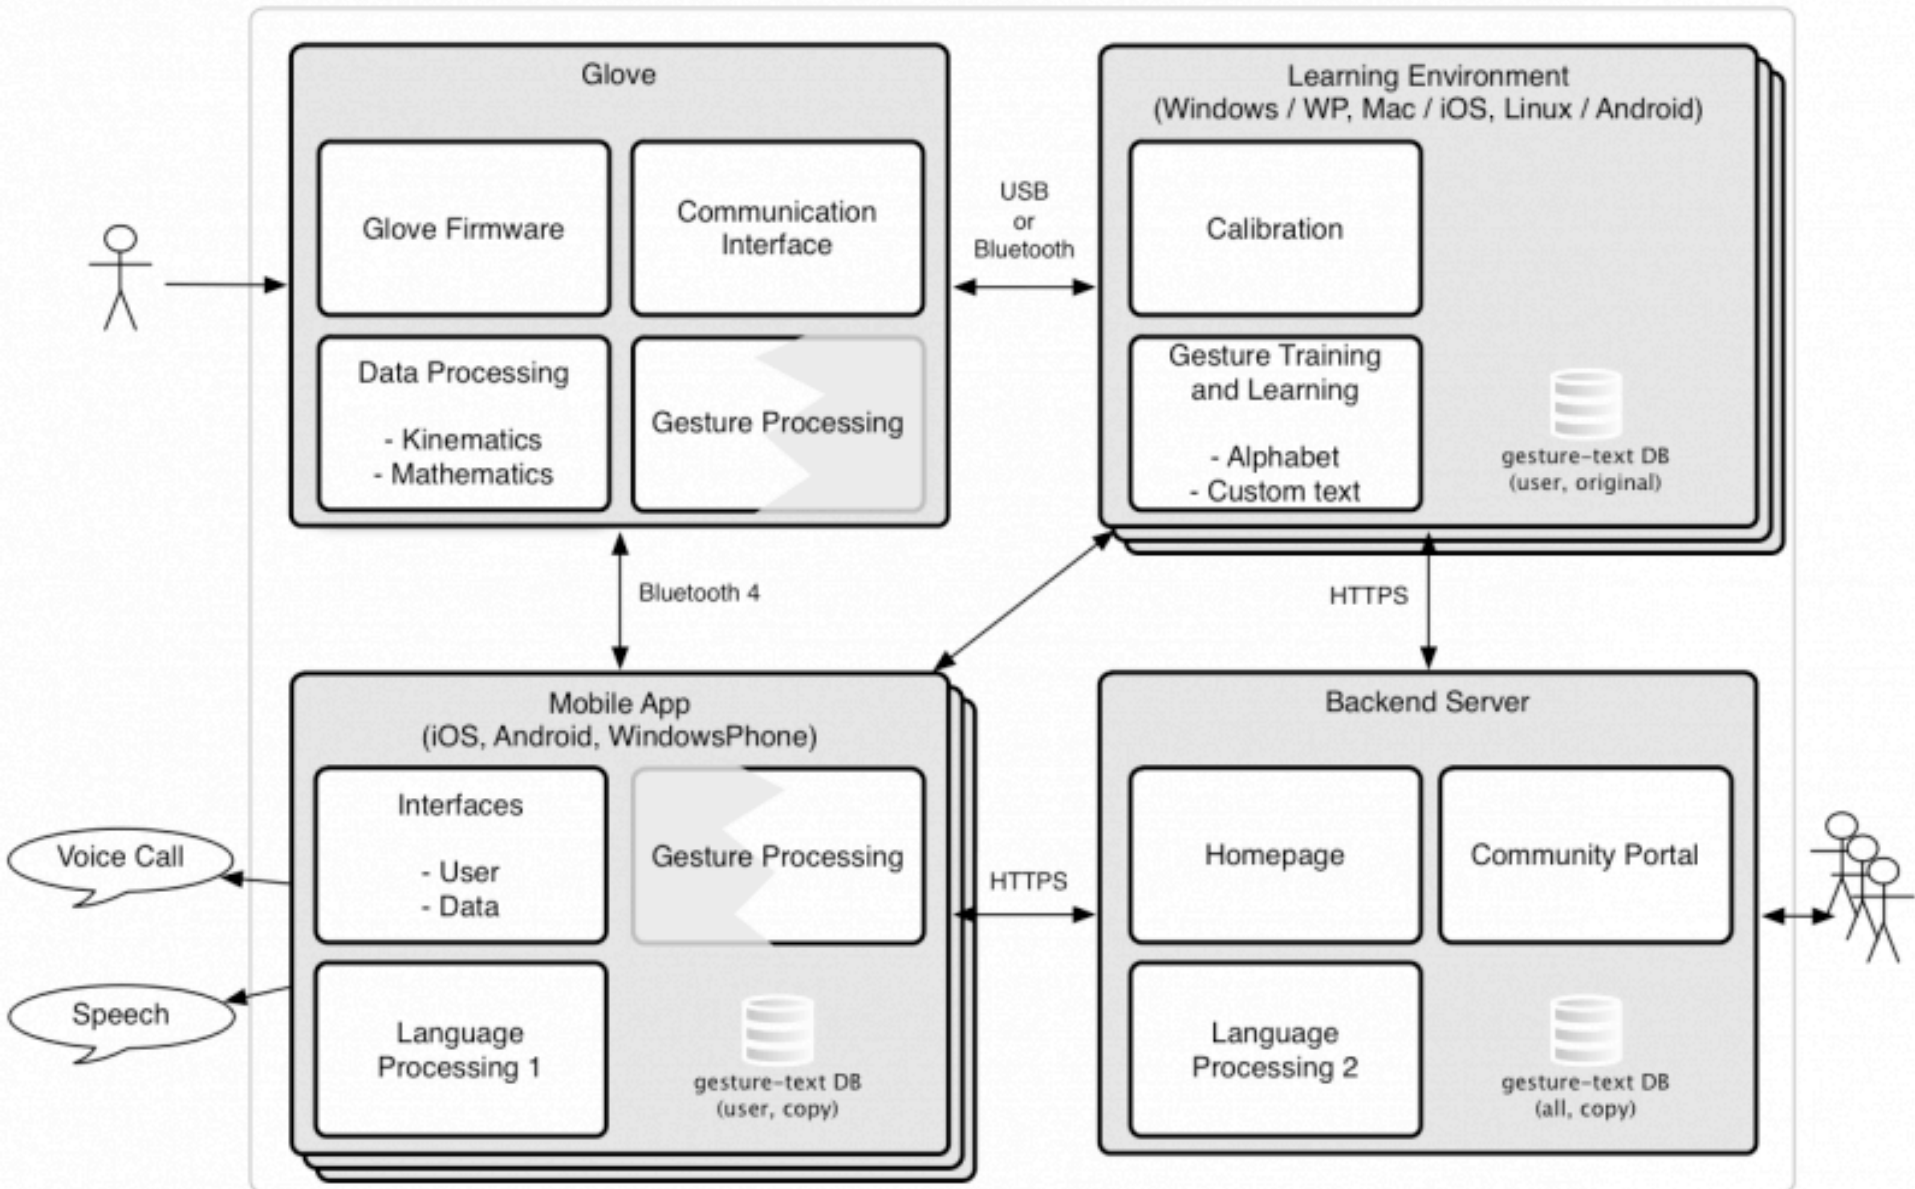 Glove
Glove Firmware
Communication
Interface
Data Processing
- Kinematics
- Mathematics
Gesture Processing
USB
or
Bluetooth
Learning Environment
(Windows / WP, Mac / iOS, Linux / Android)
Calibration
Gesture Training
and Learning
- Alphabet
- Custom text
gesture-text DB
(user, original)
Bluetooth 4
HTTPS
Mobile App
(iOS, Android, WindowsPhone)
Interfaces
- User
- Data
Gesture Processing
Language
Processing 1
gesture-text DB
(user, copy)
Voice Call
Speech
HTTPS
Backend Server
Homepage
Community Portal
Language
Processing 2
gesture-text DB
(all, copy)